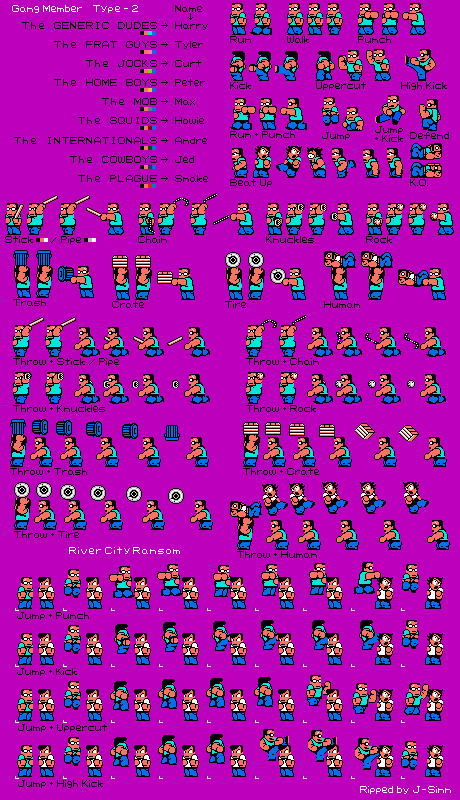 Gang Member Type-2 Name
The GENERIC DUDES → Harry
The FRAT GUYS → Tyler
The JOCKS → Curt
The HOME BOYS → Peter
The MOB → Max
The SQUIDS → Howie
The INTERNATIONALS → Andre
The COWBOYS → Jed
The PLAGUE → Smoke
Run Walk Punch
Kick Uppercut High Kick
Run + Punch Jump Jump + Kick Defend
Beat Up K.O.
Stick / Pipe Chain Knuckles Rock
Trash Crate Tire Human
Throw + Stick / Pipe Throw + Chain
Throw + Knuckles Throw + Rock
Throw + Trash Throw + Crate
Throw + Tire Throw + Human
River City Ransom
Jump + Punch
Jump + Kick
Jump + Uppercut
Jump + High Kick
Ripped by J-Sinn